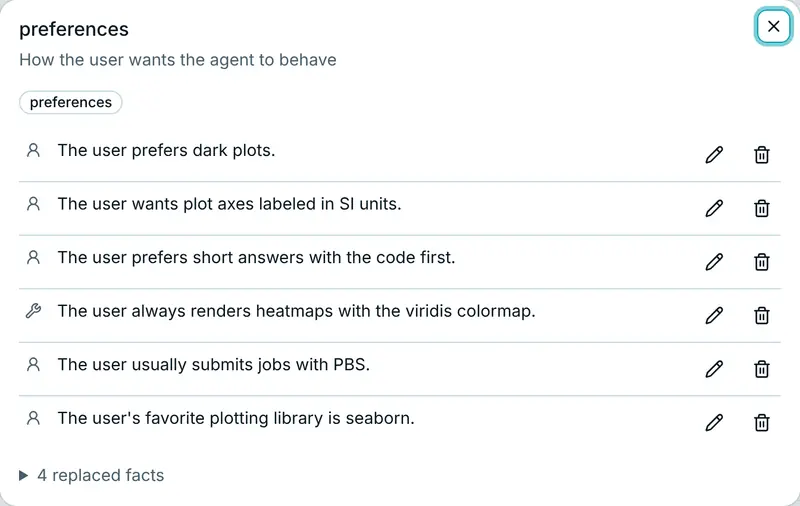 preferences
How the user wants the agent to behave
preferences
The user prefers dark plots.
The user wants plot axes labeled in SI units.
The user prefers short answers with the code first.
The user always renders heatmaps with the viridis colormap.
The user usually submits jobs with PBS.
The user's favorite plotting library is seaborn.
4 replaced facts